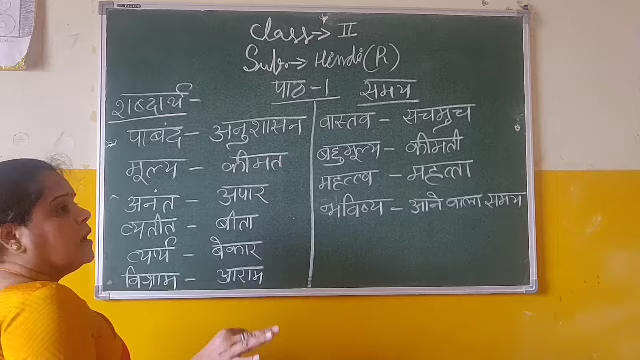 Class → II
Sub. → Hindi (R)
पाठ - 1 समय
शब्दार्थ -
पाबंद - अनुशासन
मूल्य - कीमत
अनंत - अपार
व्यतीत - बीता
व्यर्थ - बेकार
विश्राम - आराम
वास्तव - सचमुच
बहुमूल्य - कीमती
महत्त्व - महत्ता
भविष्य - आने वाला समय